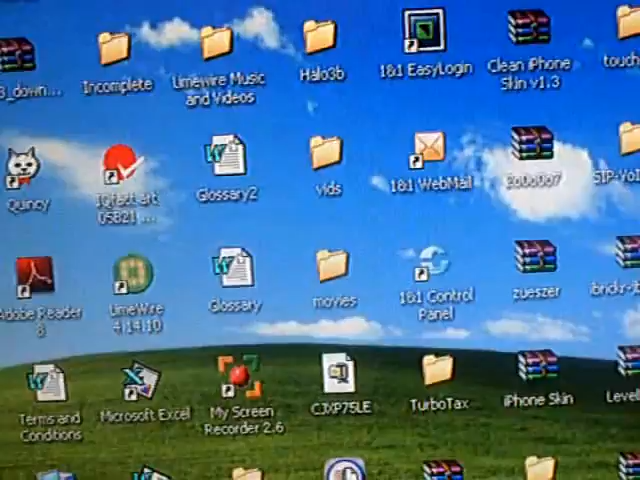 Incomplete
Limewire Music
and Videos
Halo3b
1&1 EasyLogin
Clean iPhone
Skin v1.3
Quincy
05B21 ...
Glossary2
vids
1&1 WebMail
Adobe Reader
8
LimeWire
4.14.10
Glossary
movies
1&1 Control
Panel
zueszer
Terms and
Conditions
Microsoft Excel
My Screen
Recorder 2.6
CJXP75LE
TurboTax
iPhone Skin